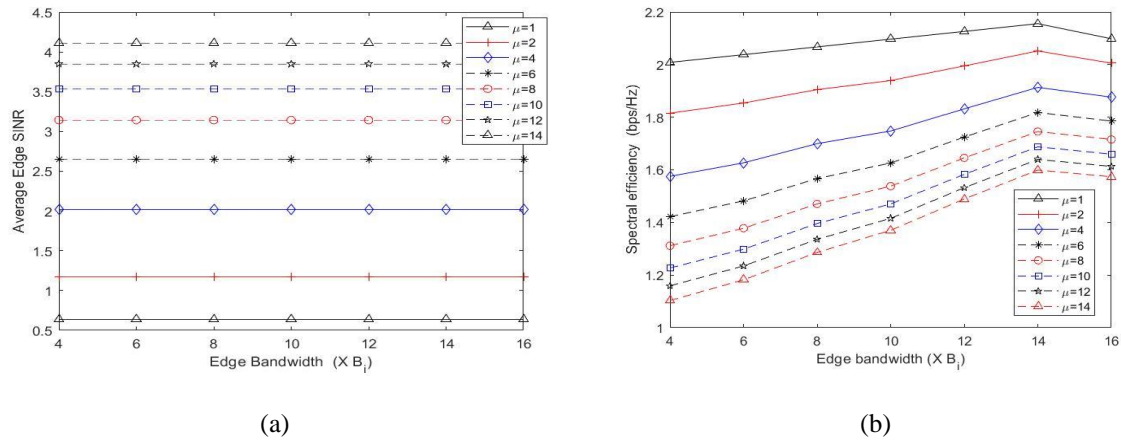 4.5
4
3.5
3
2.5
2
1.5
1
0.5
Average Edge SINR
4 6 8 10 12 14 16
Edge Bandwidth (X B_i)
μ=1
μ=2
μ=4
μ=6
μ=8
μ=10
μ=12
μ=14
(a)
2.2
2
1.8
1.6
1.4
1.2
1
Spectral efficiency (bps/Hz)
4 6 8 10 12 14 16
Edge bandwidth (X B_i)
μ=1
μ=2
μ=4
μ=6
μ=8
μ=10
μ=12
μ=14
(b)